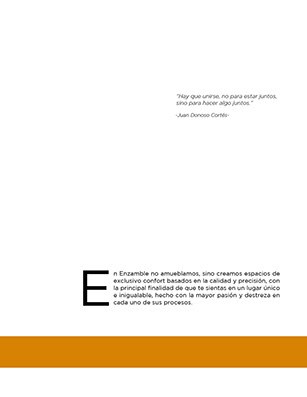 "Hay que unirse, no para estar juntos,
sino para hacer algo juntos."
-Juan Donoso Cortés-
En Enzamble no amueblamos, sino creamos espacios de
exclusivo confort basados en la calidad y precisión, con
la principal finalidad de que te sientas en un lugar único
e inigualable, hecho con la mayor pasión y destreza en
cada uno de sus procesos.